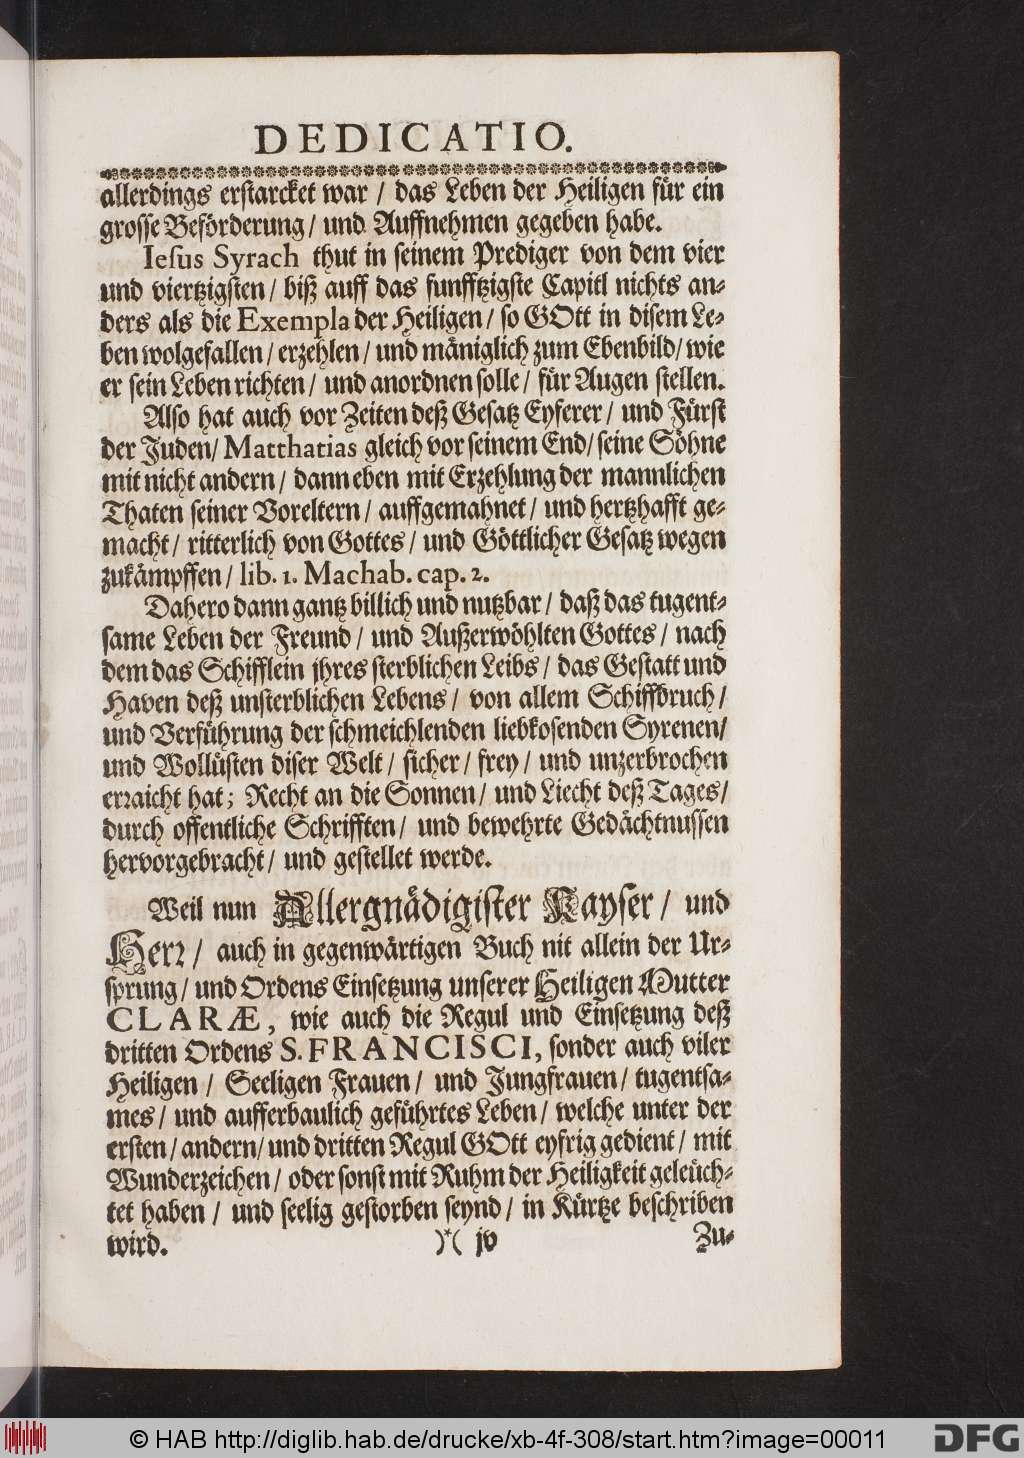 DEDICATIO.
allerdings erstarcket war / das Leben der Heiligen für ein
grosse Beförderung / und Auffnehmen gegeben habe.
Iesus Syrach thut in seinem Prediger von dem vier
und viertzigsten / biß auff das funfftzigste Capitl nichts an-
ders als die Exempla der Heiligen / so GOtt in disem Le-
ben wolgefallen / erzehlen / und mäniglich zum Ebenbild / wie
er sein Leben richten / und anordnen solle / für Augen stellen.
Also hat auch vor Zeiten deß Gesatz Eyferer / und Fürst
der Juden / Matthatias gleich vor seinem End / seine Söhne
mit nicht andern / dann eben mit Erzehlung der mannlichen
Thaten seiner Voreltern / auffgemahnet / und hertzhafft ge-
macht / ritterlich von Gottes / und Göttlicher Gesatz wegen
zukämpffen / lib. 1. Machab. cap. 2.
Dahero dann gantz billich und nutzbar / daß das tugent-
same Leben der Freund / und Außerwöhlten Gottes / nach
dem das Schifflein jhres sterblichen Leibs / das Gestatt und
Haven deß unsterblichen Lebens / von allem Schiffbruch /
und Verführung der schmeichlenden liebkosenden Syrenen /
und Wollüsten diser Welt / sicher / frey / und unzerbrochen
erraicht hat; Recht an die Sonnen / und Liecht deß Tages /
durch offentliche Schrifften / und bewehrte Gedächtnussen
hervorgebracht / und gestellet werde.
Weil nun Allergnädigister Kayser / und
Herr / auch in gegenwärtigen Buch nit allein der Ur-
sprung / und Ordens Einsetzung unserer Heiligen Mutter
CLARÆ, wie auch die Regul und Einsetzung deß
dritten Ordens S. FRANCISCI, sonder auch viler
Heiligen / Seeligen Frauen / und Jungfrauen / tugentsa-
mes / und aufferbaulich geführtes Leben / welche unter der
ersten / andern / und dritten Regul GOtt eyfrig gedient / mit
Wunderzeichen / oder sonst mit Ruhm der Heiligkeit geleüch-
tet haben / und seelig gestorben seynd / in Kürtze beschriben
wird. )*( jv Zu-
© HAB http://diglib.hab.de/drucke/xb-4f-308/start.htm?image=00011
DFG